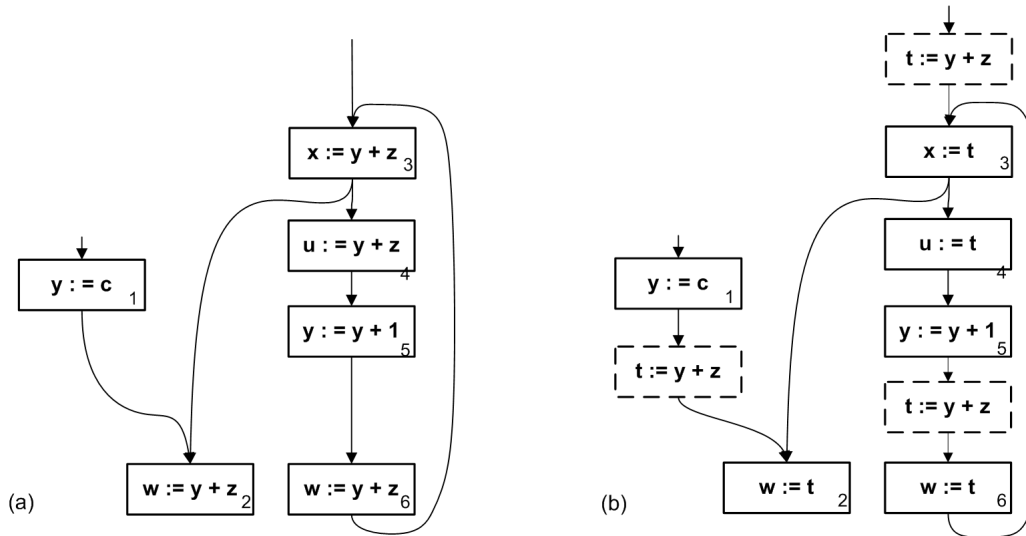 x := y + z 3
u : = y + z 4
y : = c 1
y : = y + 1 5
w := y + z 2
w := y + z 6
(a)
t := y + z
x := t 3
u := t 4
y := c 1
y := y + 1 5
t := y + z
t := y + z
w := t 2
w := t 6
(b)